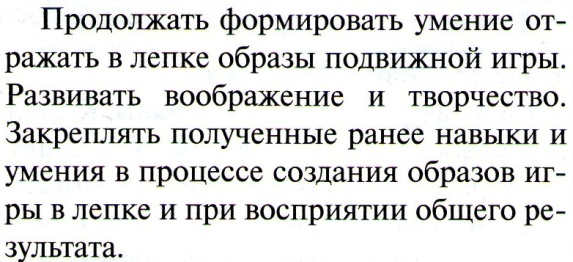 Продолжать формировать умение от-
ражать в лепке образы подвижной игры.
Развивать воображение и творчество.
Закреплять полученные ранее навыки и
умения в процессе создания образов иг-
ры в лепке и при восприятии общего ре-
зультата.